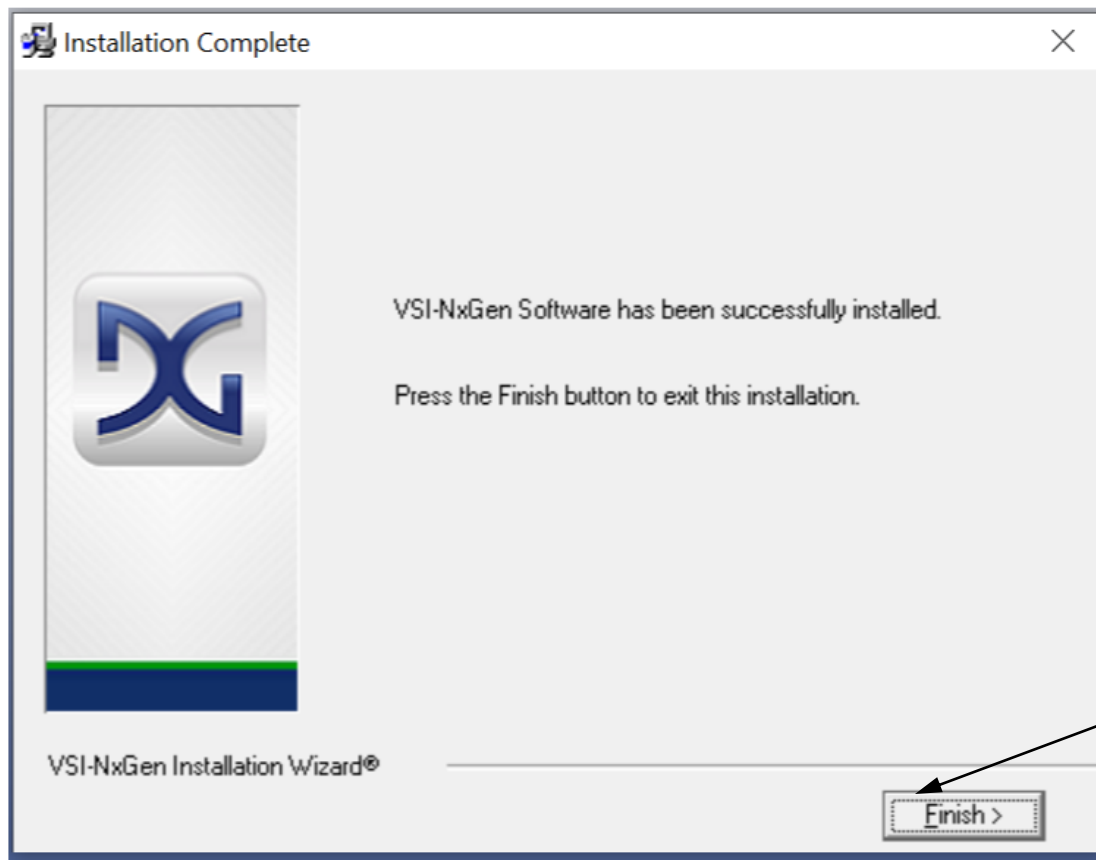 Installation Complete
VSI-NxGen Software has been successfully installed.
Press the Finish button to exit this installation.
VSI-NxGen Installation Wizard®
Finish >